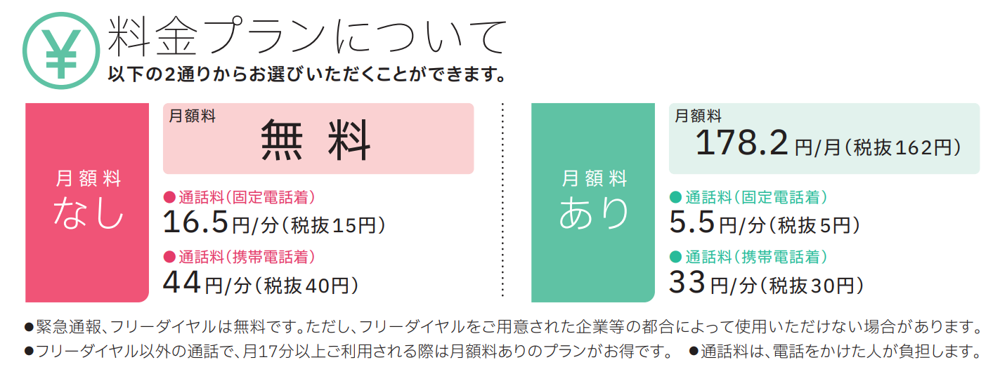 ¥
料金プランについて
以下の2通りからお選びいただくことができます。
月額料
なし
月額料
無料
●通話料(固定電話着)
16.5円/分(税抜15円)
●通話料(携帯電話着)
44円/分(税抜40円)
月額料
あり
月額料
178.2円/月(税抜162円)
●通話料(固定電話着)
5.5円/分(税抜5円)
●通話料(携帯電話着)
33円/分(税抜30円)
●緊急通報、フリーダイヤルは無料です。ただし、フリーダイヤルをご用意された企業等の都合によって使用いただけない場合があります。
●フリーダイヤル以外の通話で、月17分以上ご利用される際は月額料ありのプランがお得です。 ●通話料は、電話をかけた人が負担します。